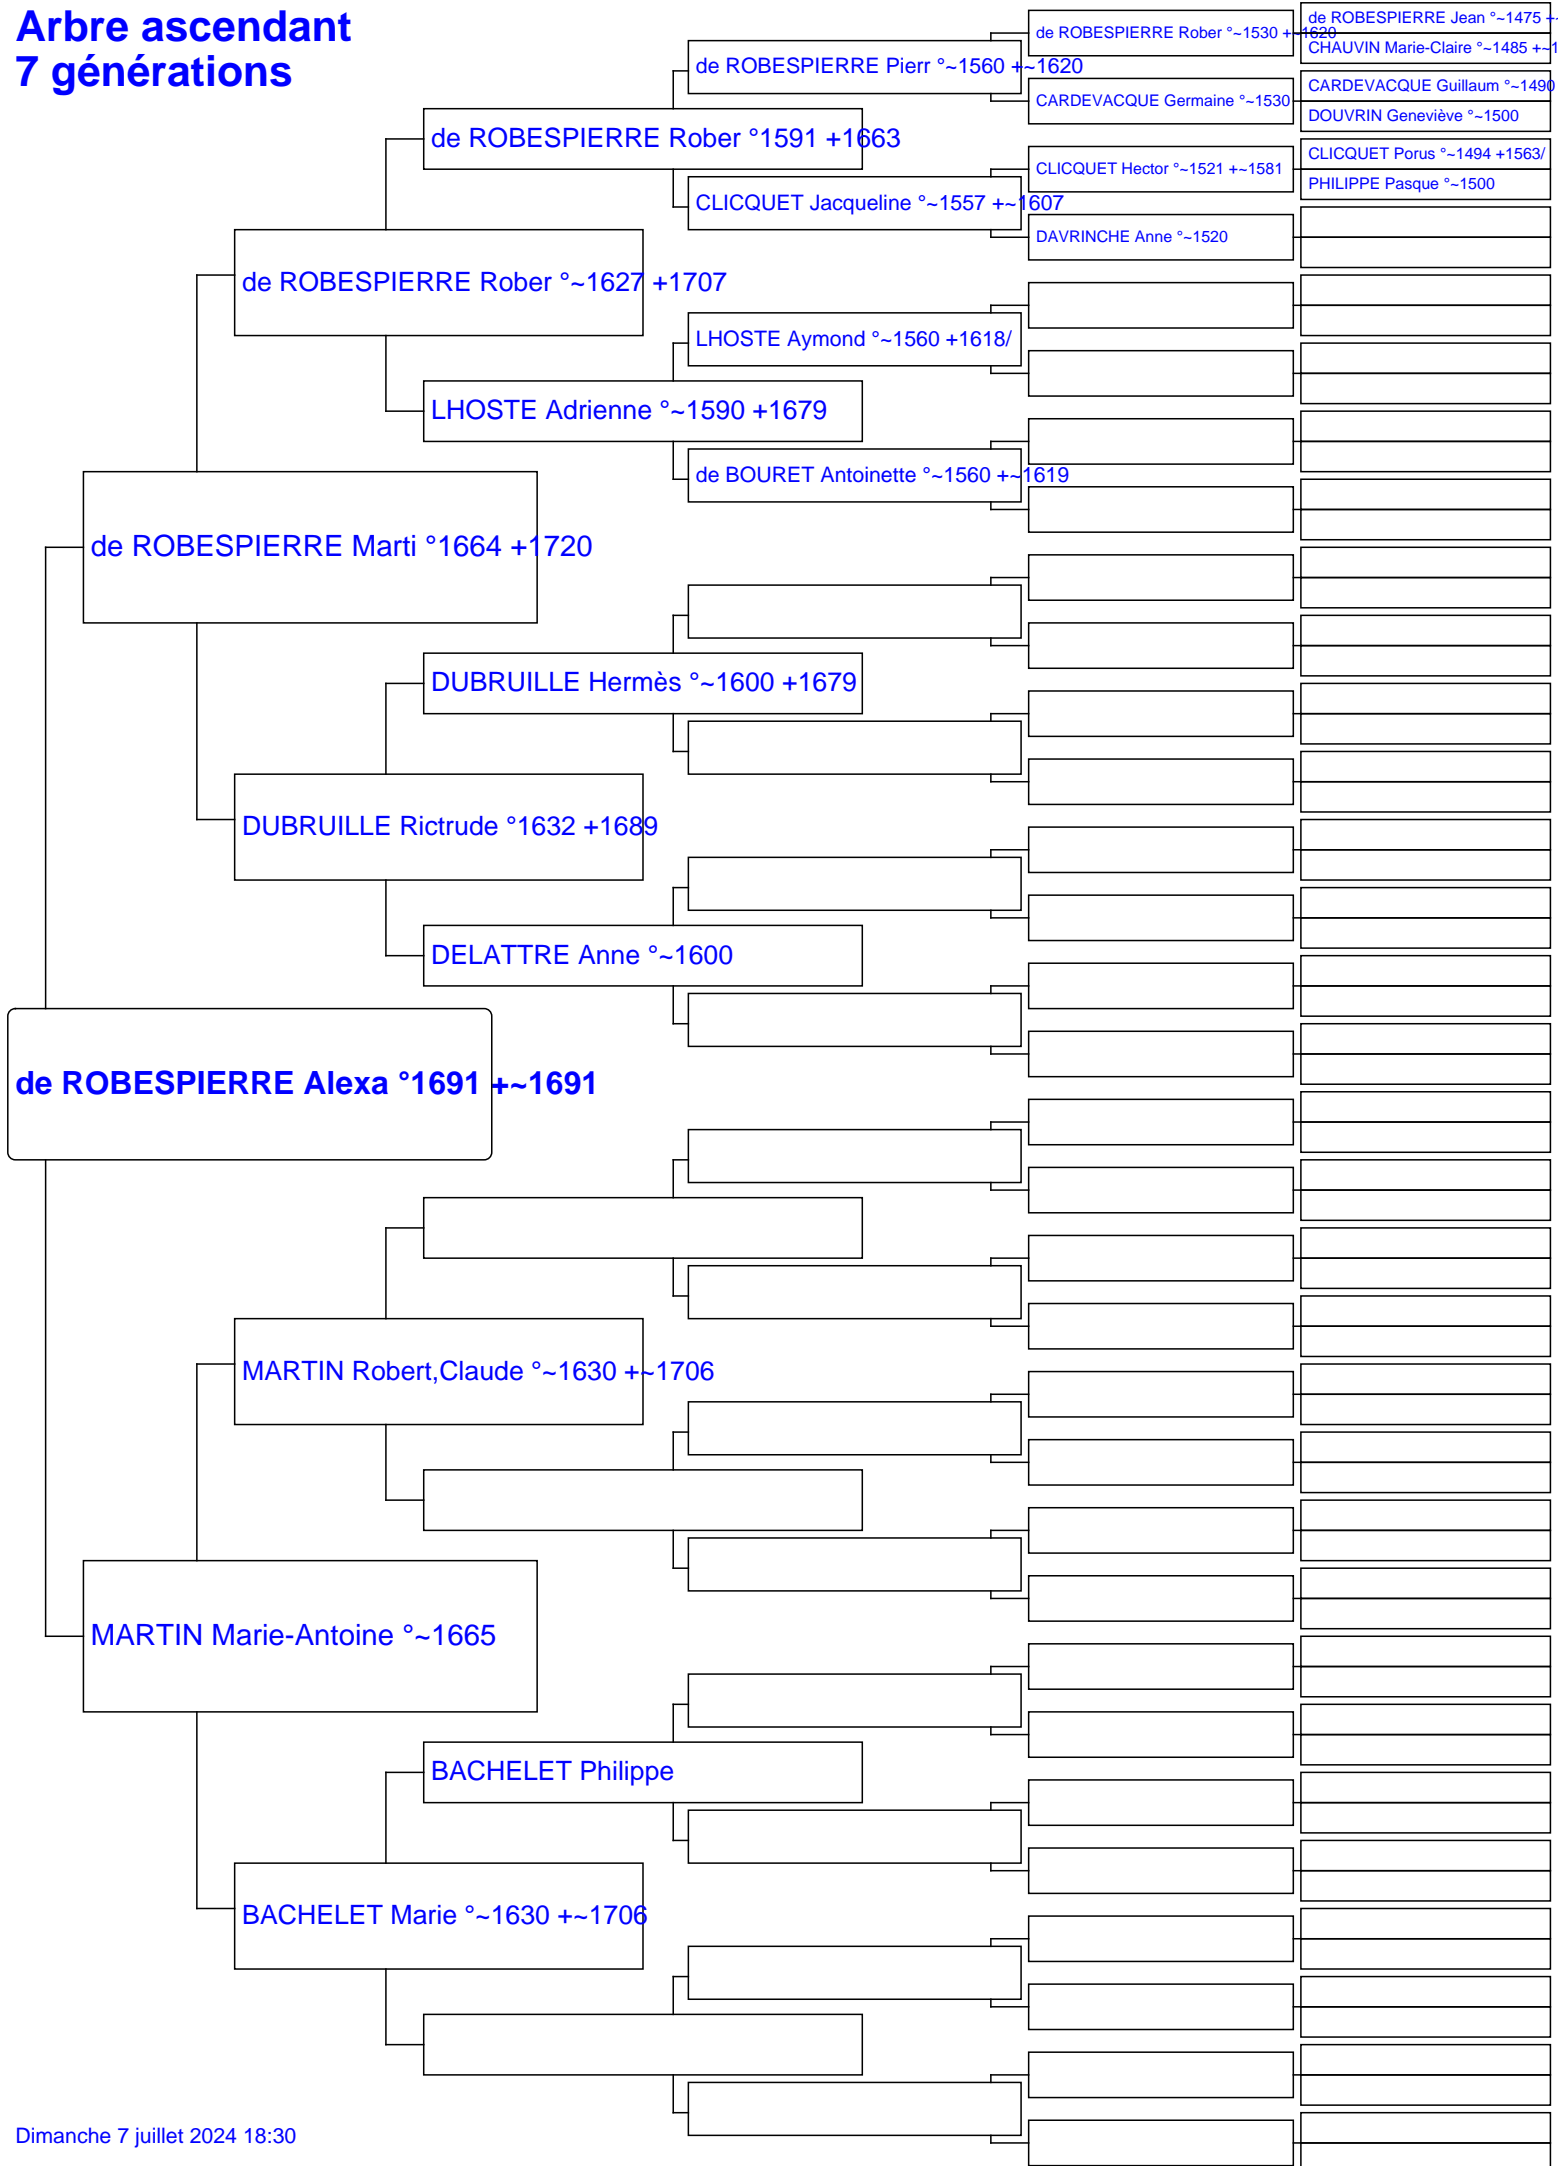 Arbre ascendant
7 générations
de ROBESPIERRE Jean °~1475 +~
de ROBESPIERRE Rober °~1530 +~1620
CHAUVIN Marie-Claire °~1485 +~1
de ROBESPIERRE Pierr °~1560 +~1620
CARDEVACQUE Guillaum °~1490
CARDEVACQUE Germaine °~1530
DOUVRIN Geneviève °~1500
de ROBESPIERRE Rober °1591 +1663
CLICQUET Porus °~1494 +1563/
CLICQUET Hector °~1521 +~1581
PHILIPPE Pasque °~1500
CLICQUET Jacqueline °~1557 +~1607
DAVRINCHE Anne °~1520
de ROBESPIERRE Rober °~1627 +1707
LHOSTE Aymond °~1560 +1618/
LHOSTE Adrienne °~1590 +1679
de BOURET Antoinette °~1560 +~1619
de ROBESPIERRE Marti °1664 +1720
DUBRUILLE Hermès °~1600 +1679
DUBRUILLE Rictrude °1632 +1689
DELATTRE Anne °~1600
de ROBESPIERRE Alexa °1691 +~1691
MARTIN Robert,Claude °~1630 +~1706
MARTIN Marie-Antoine °~1665
BACHELET Philippe
BACHELET Marie °~1630 +~1706
Dimanche 7 juillet 2024 18:30